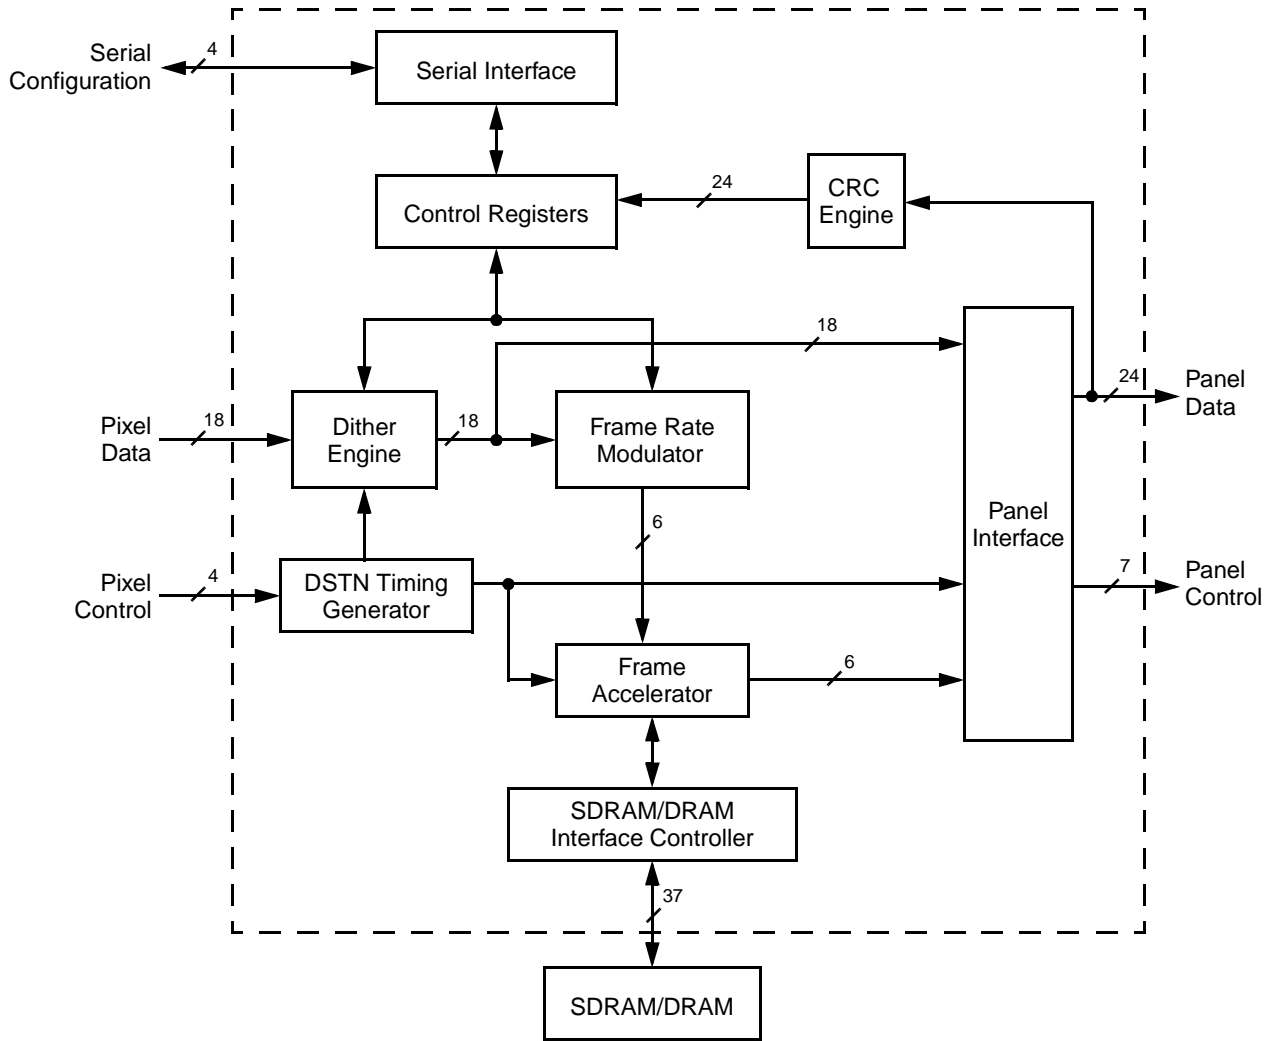 Serial
Configuration
4
Serial Interface
Control Registers
24
CRC
Engine
18
Pixel
Data
18
Dither
Engine
18
Frame Rate
Modulator
24
Panel
Data
6
Panel
Interface
Pixel
Control
4
DSTN Timing
Generator
7
Panel
Control
Frame
Accelerator
6
SDRAM/DRAM
Interface Controller
37
SDRAM/DRAM